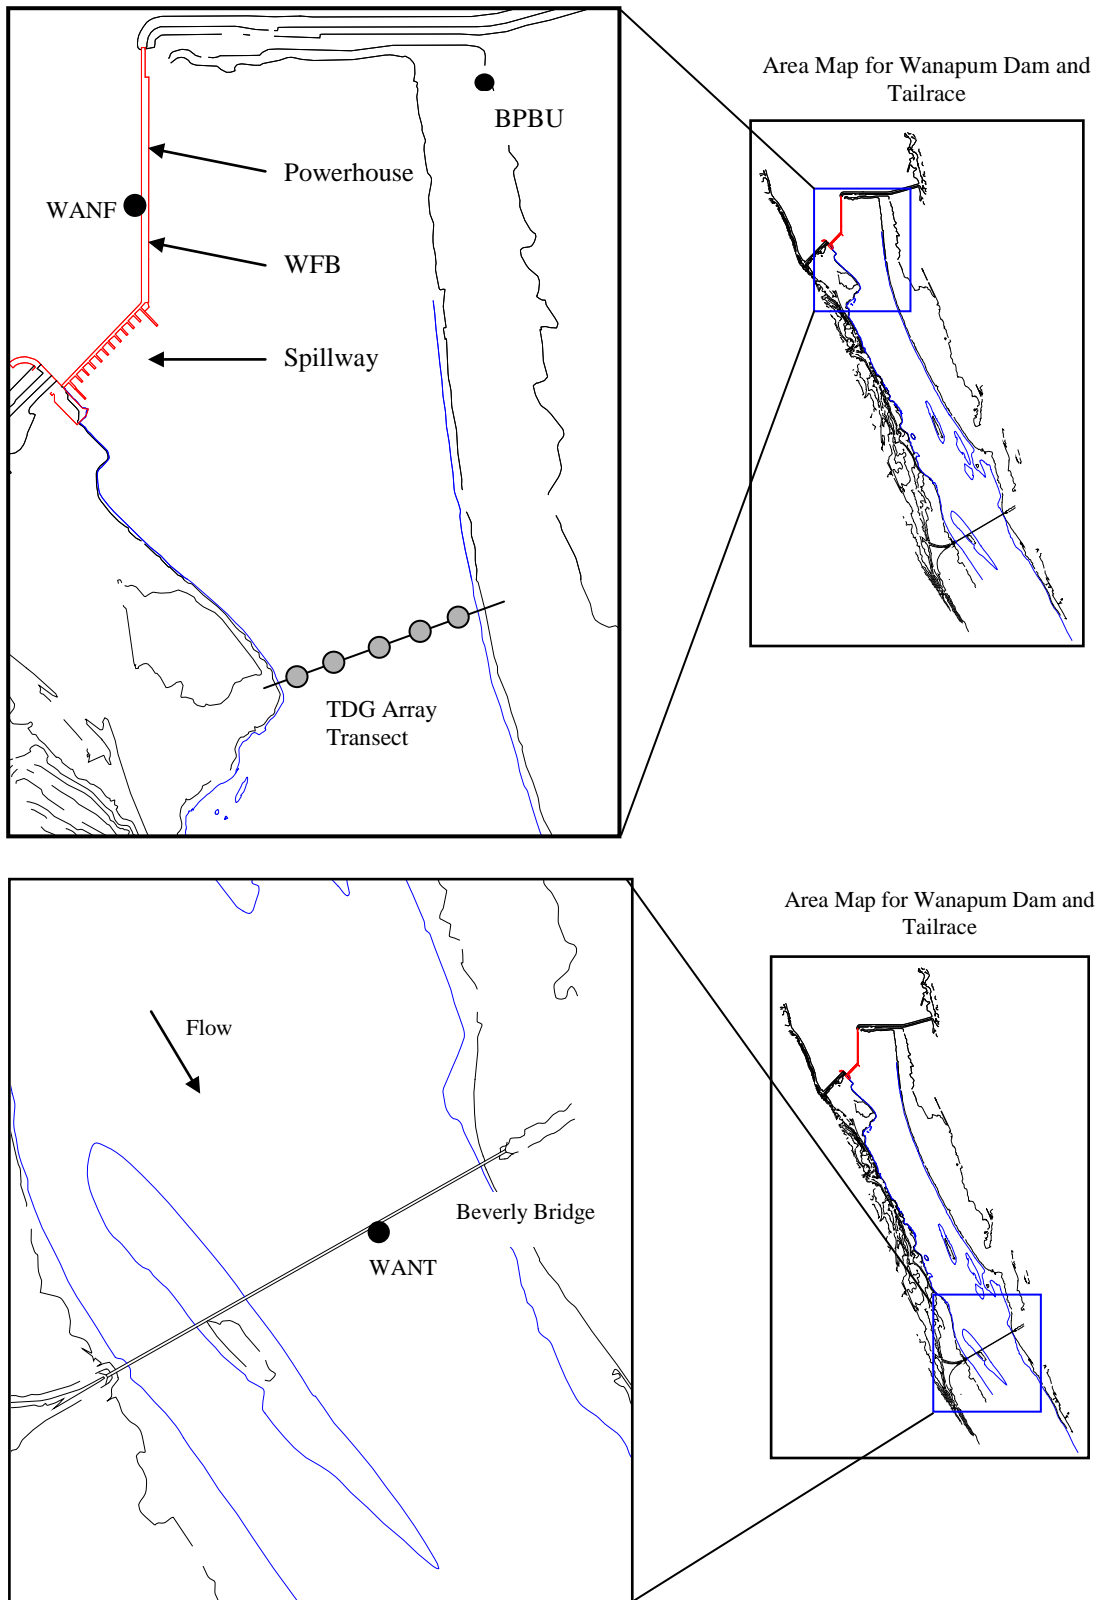 Area Map for Wanapum Dam and
Tailrace
BPBU
Powerhouse
WANF
WFB
Spillway
TDG Array
Transect
Area Map for Wanapum Dam and
Tailrace
Flow
Beverly Bridge
WANT